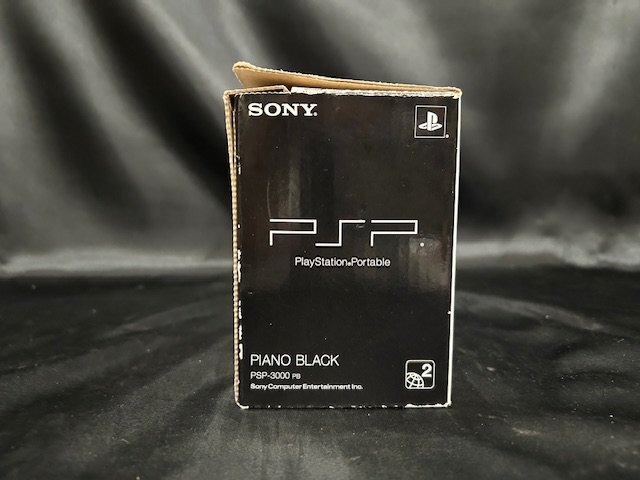 SONY.
PSP.
PlayStation®Portable
PIANO BLACK
PSP-3000 PB
Sony Computer Entertainment Inc.
2